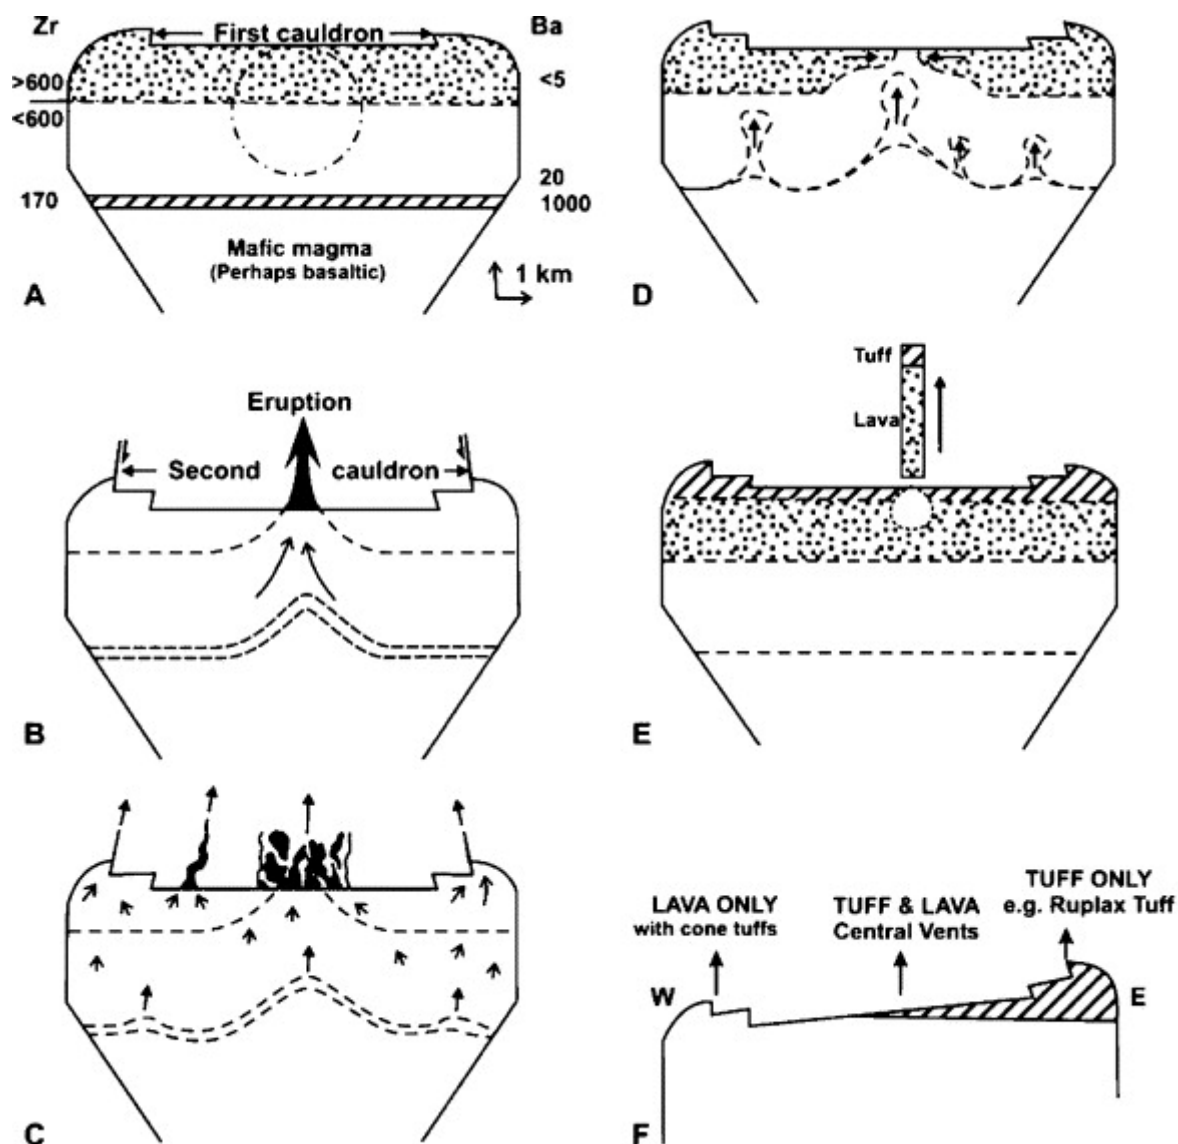 Zr
First cauldron
Ba
>600
<5
<600
20
170
1000
Mafic magma
(Perhaps basaltic)
1 km
A
D
Eruption
Second cauldron
B
Tuff
Lava
E
C
LAVA ONLY
with cone tuffs
TUFF & LAVA
Central Vents
TUFF ONLY
e.g. Ruplax Tuff
W
E
F